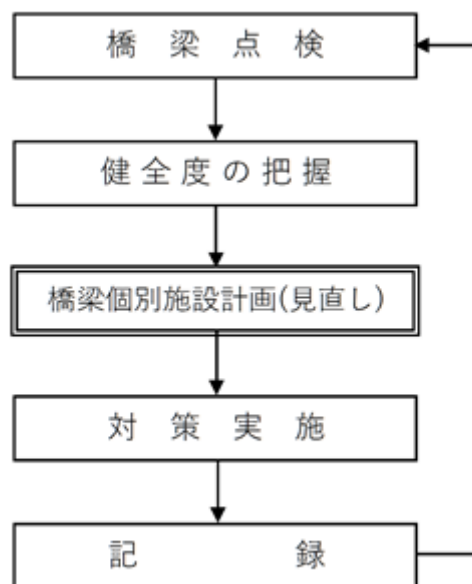 橋梁点検
健全度の把握
橋梁個別施設計画(見直し)
対策実施
記録